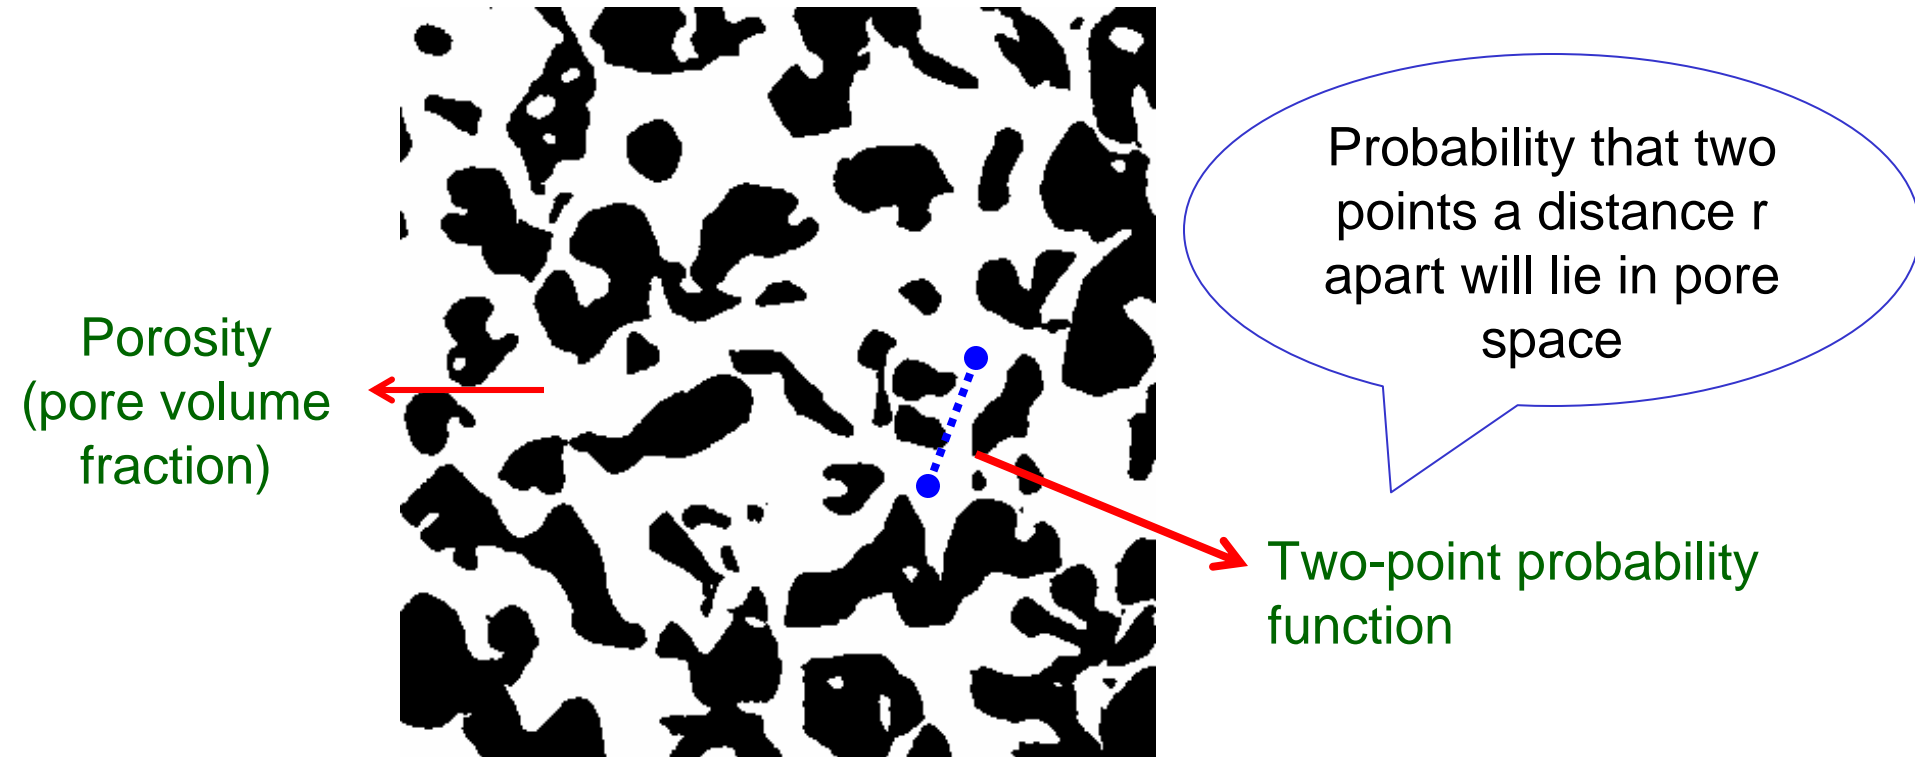 Probability that two
points a distance r
apart will lie in pore
space
Porosity
(pore volume
fraction)
Two-point probability
function